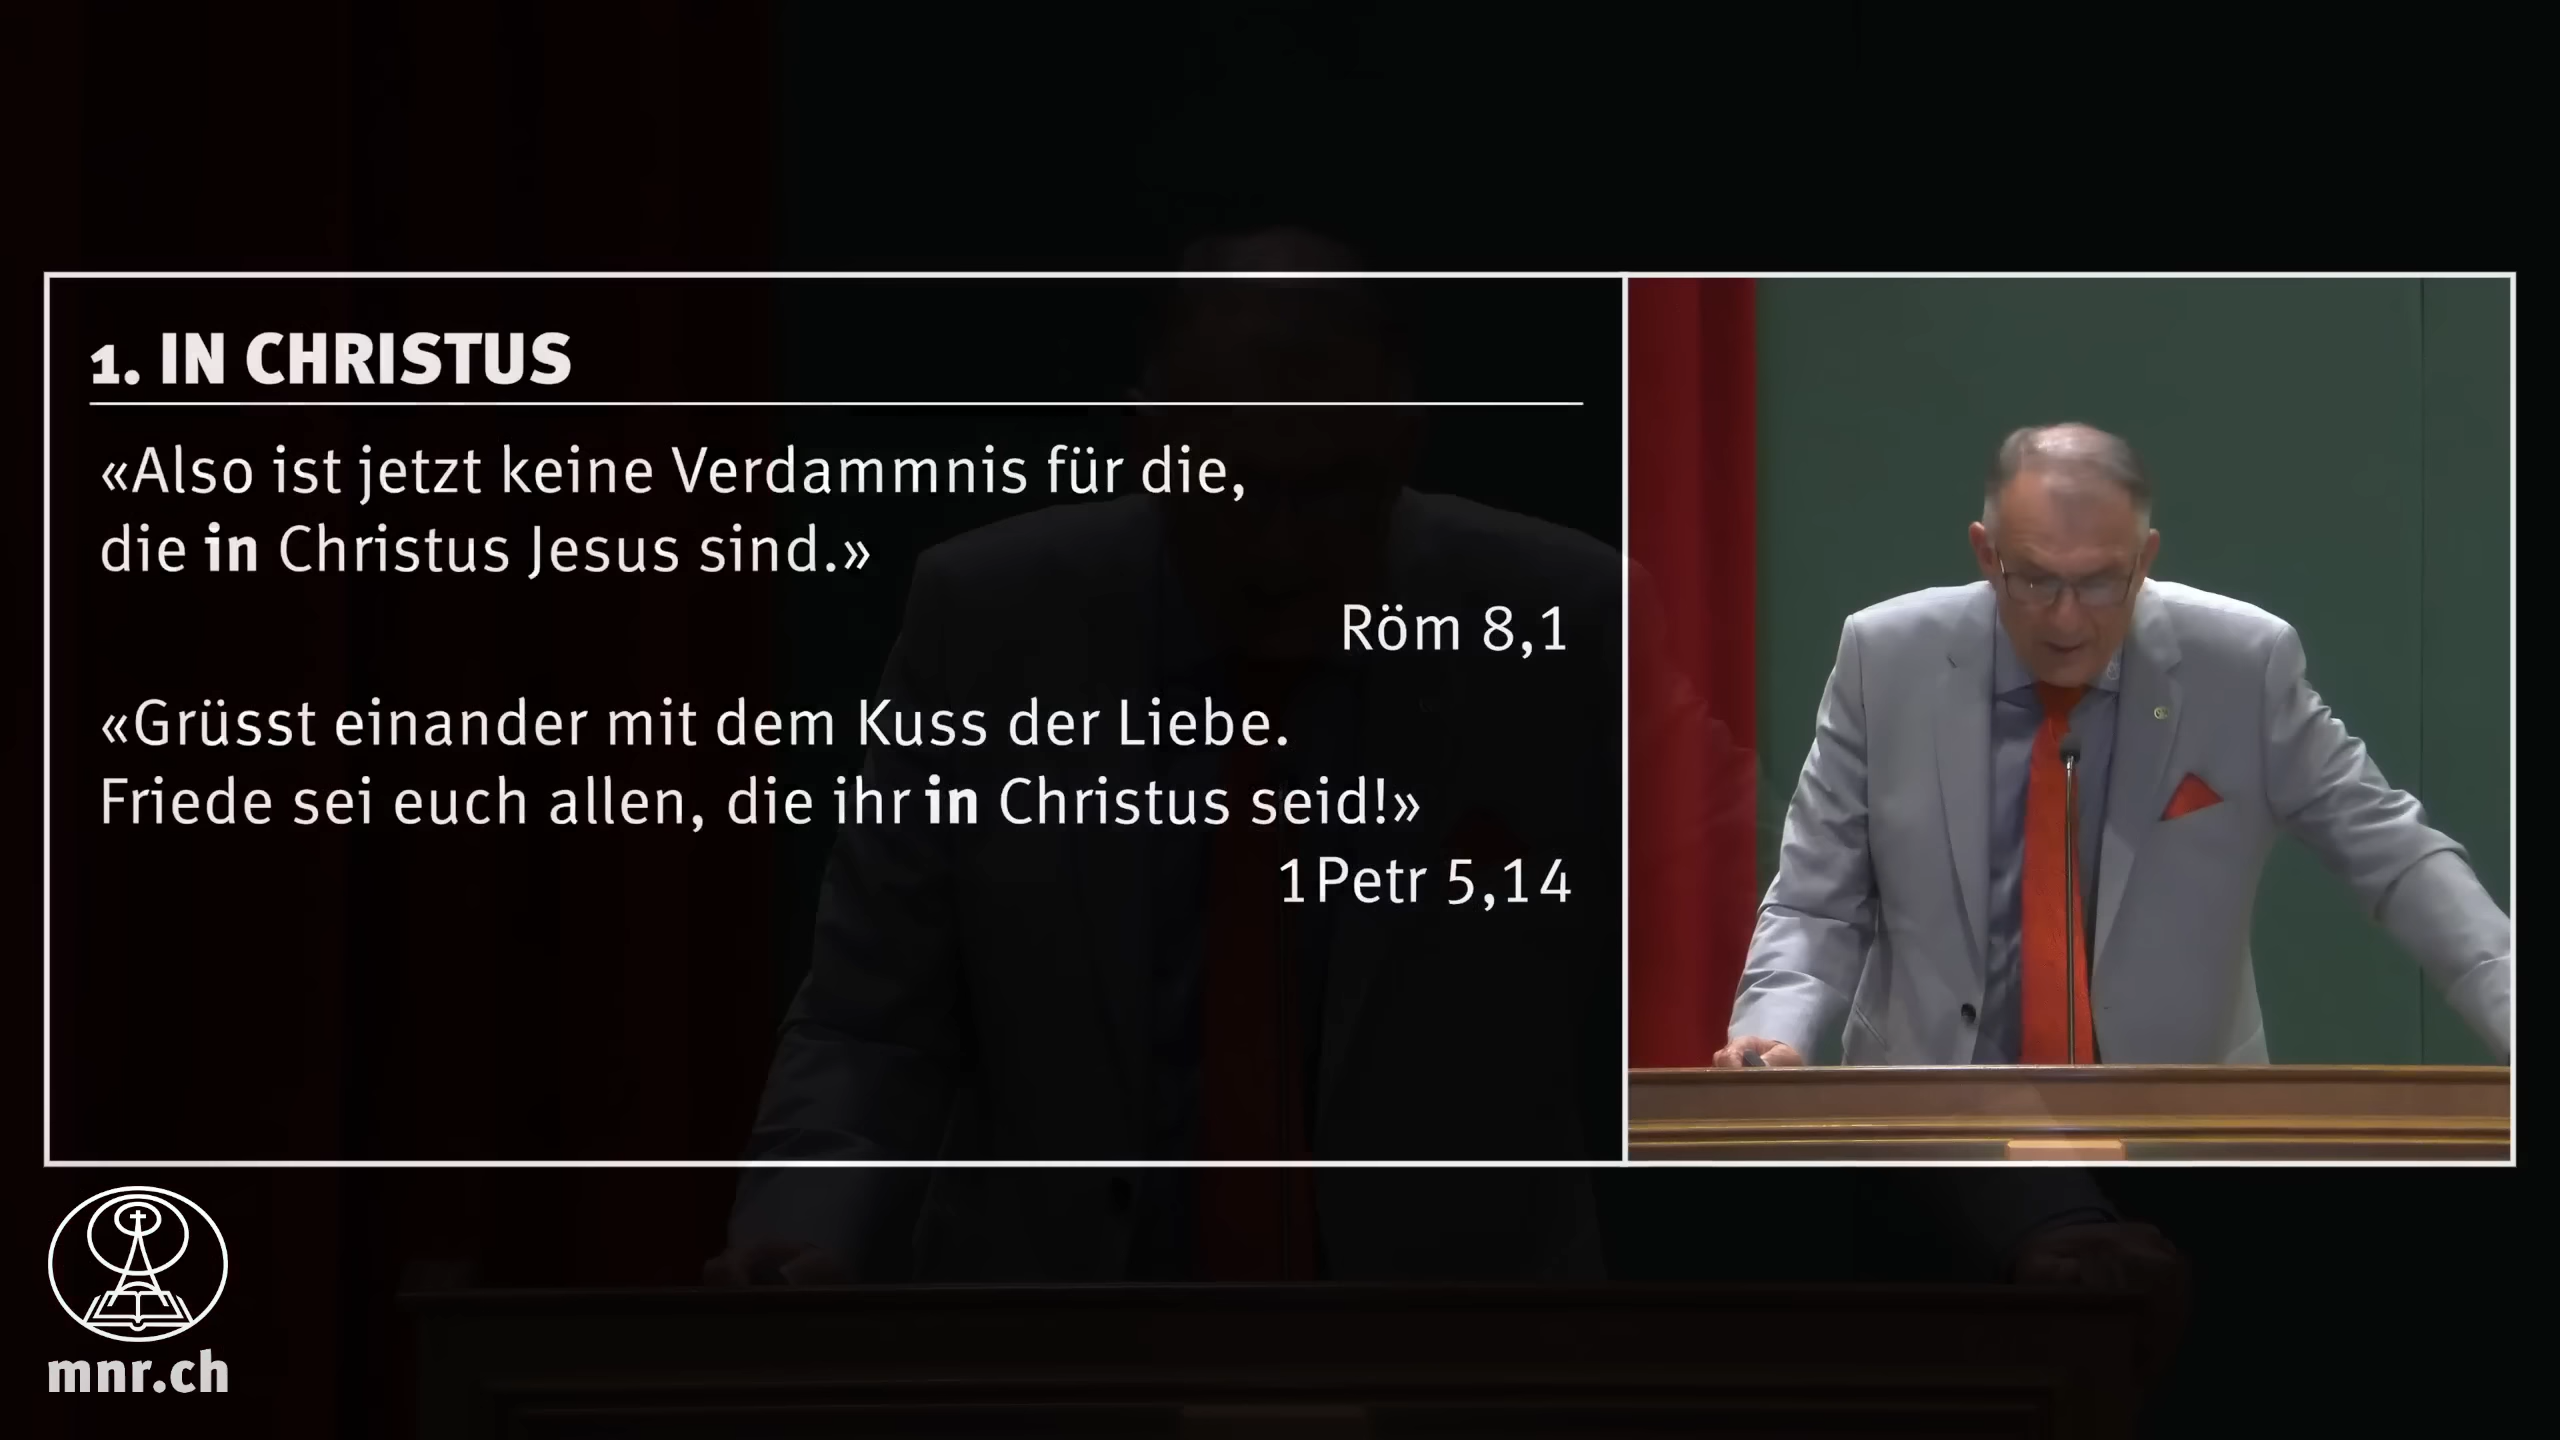 1. IN CHRISTUS
«Also ist jetzt keine Verdammnis für die,
die in Christus Jesus sind.»
Röm 8,1
«Grüsst einander mit dem Kuss der Liebe.
Friede sei euch allen, die ihr in Christus seid!»
1Petr 5,14
mnr.ch